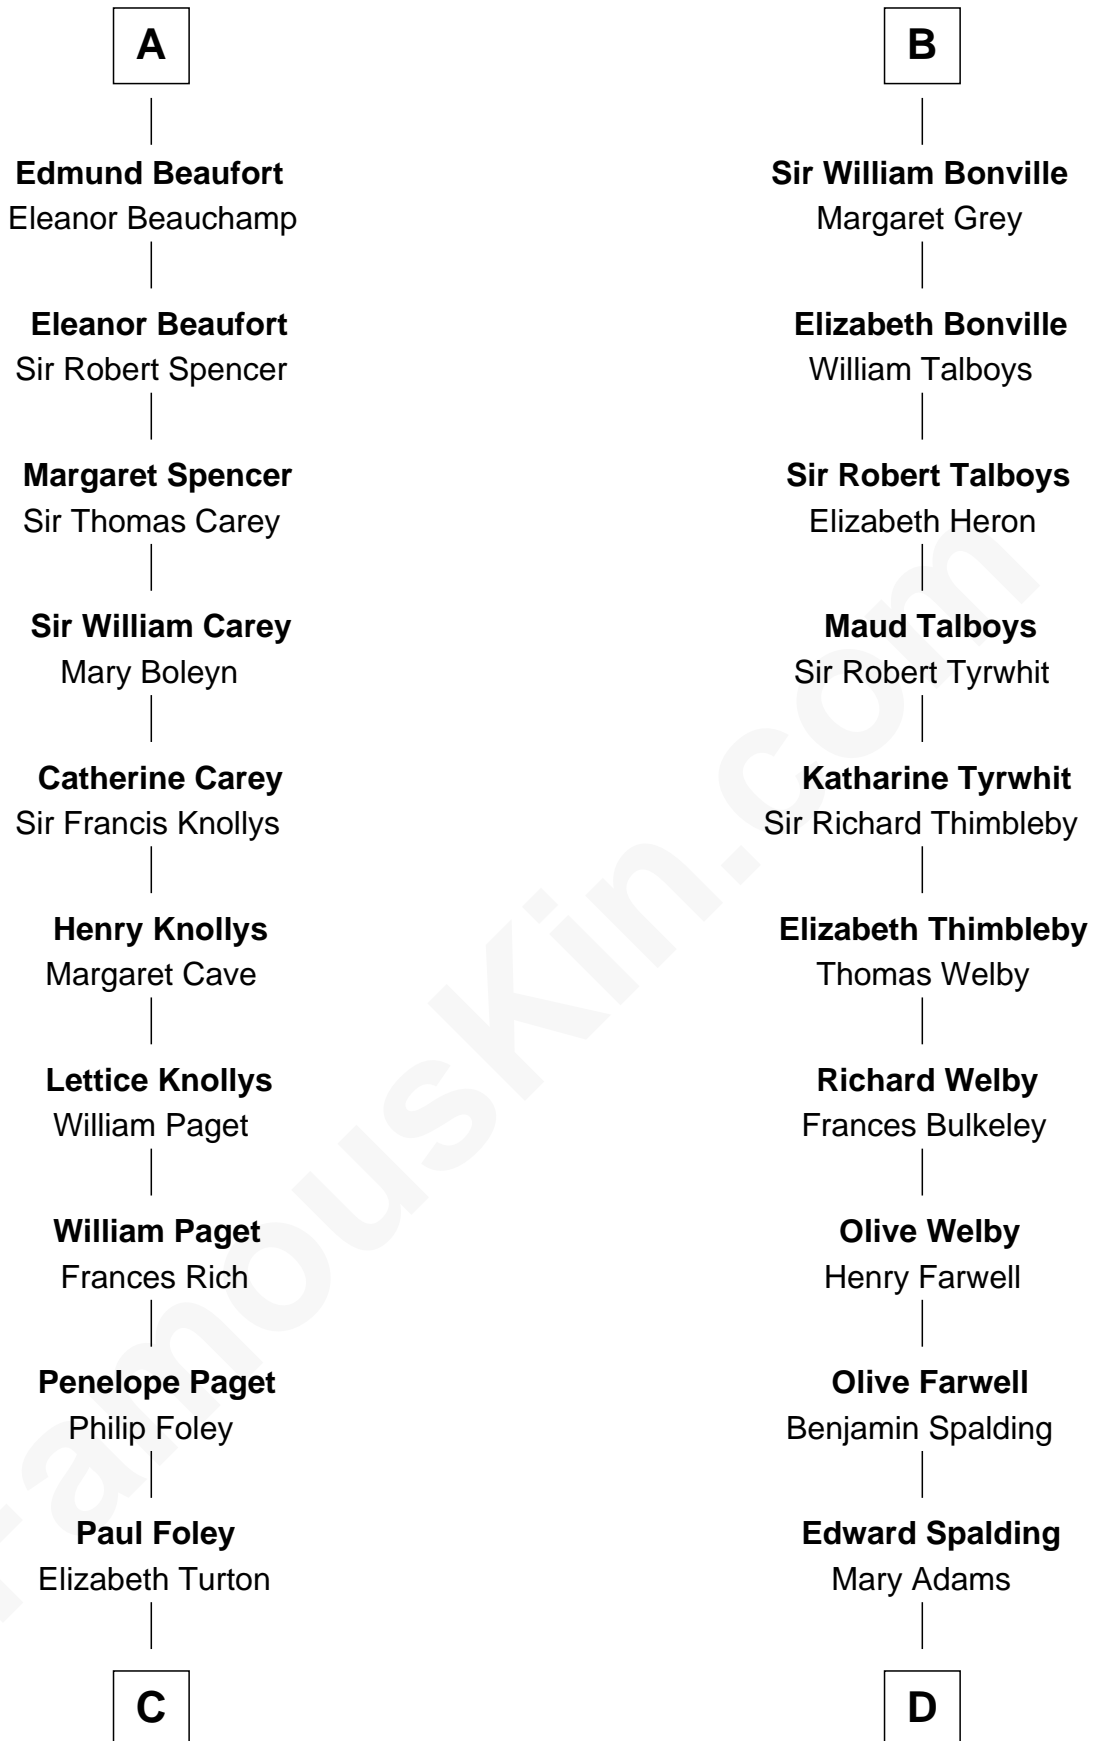 A
Edmund Beaufort
Eleanor Beauchamp
Eleanor Beaufort
Sir Robert Spencer
Margaret Spencer
Sir Thomas Carey
Sir William Carey
Mary Boleyn
Catherine Carey
Sir Francis Knollys
Henry Knollys
Margaret Cave
Lettice Knollys
William Paget
William Paget
Frances Rich
Penelope Paget
Philip Foley
Paul Foley
Elizabeth Turton
C
B
Sir William Bonville
Margaret Grey
Elizabeth Bonville
William Talboys
Sir Robert Talboys
Elizabeth Heron
Maud Talboys
Sir Robert Tyrwhit
Katharine Tyrwhit
Sir Richard Thimbleby
Elizabeth Thimbleby
Thomas Welby
Richard Welby
Frances Bulkeley
Olive Welby
Henry Farwell
Olive Farwell
Benjamin Spalding
Edward Spalding
Mary Adams
D
FamousKin.com